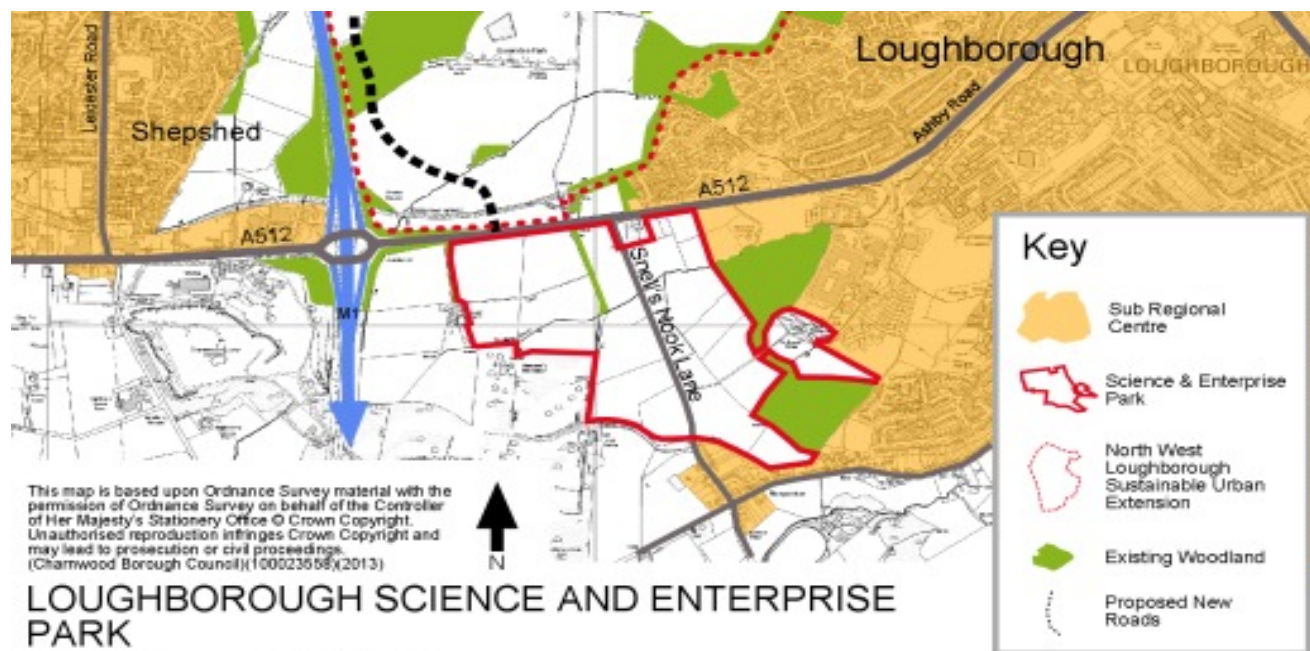 Loughborough
LOUGHBOROUGH
Leicester Road
Shepshed
Ashby Road
A512
A512
Snell's Nook Lane
M1
Key
Sub Regional
Centre
Science & Enterprise
Park
North West
Loughborough
Sustainable Urban
Extension
Existing Woodland
Proposed New
Roads
This map is based upon Ordnance Survey material with the
permission of Ordnance Survey on behalf of the Controller
of Her Majesty's Stationery Office © Crown Copyright.
Unauthorised reproduction infringes Crown Copyright and
may lead to prosecution or civil proceedings.
(Charnwood Borough Council)(100023558)(2013)
N
LOUGHBOROUGH SCIENCE AND ENTERPRISE
PARK